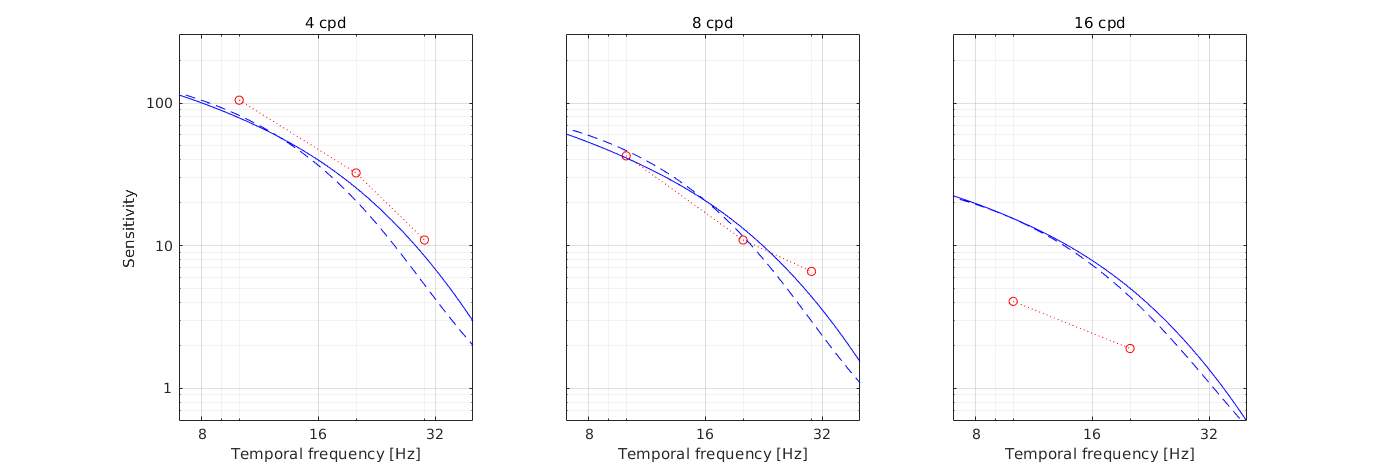 4 cpd
8 cpd
16 cpd
Sensitivity
100
10
1
8 16 32
8 16 32
8 16 32
Temporal frequency [Hz]
Temporal frequency [Hz]
Temporal frequency [Hz]